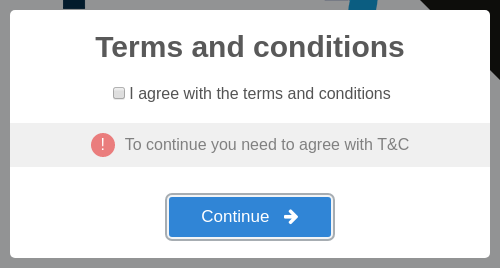 Terms and conditions
I agree with the terms and conditions
! To continue you need to agree with T&C
Continue